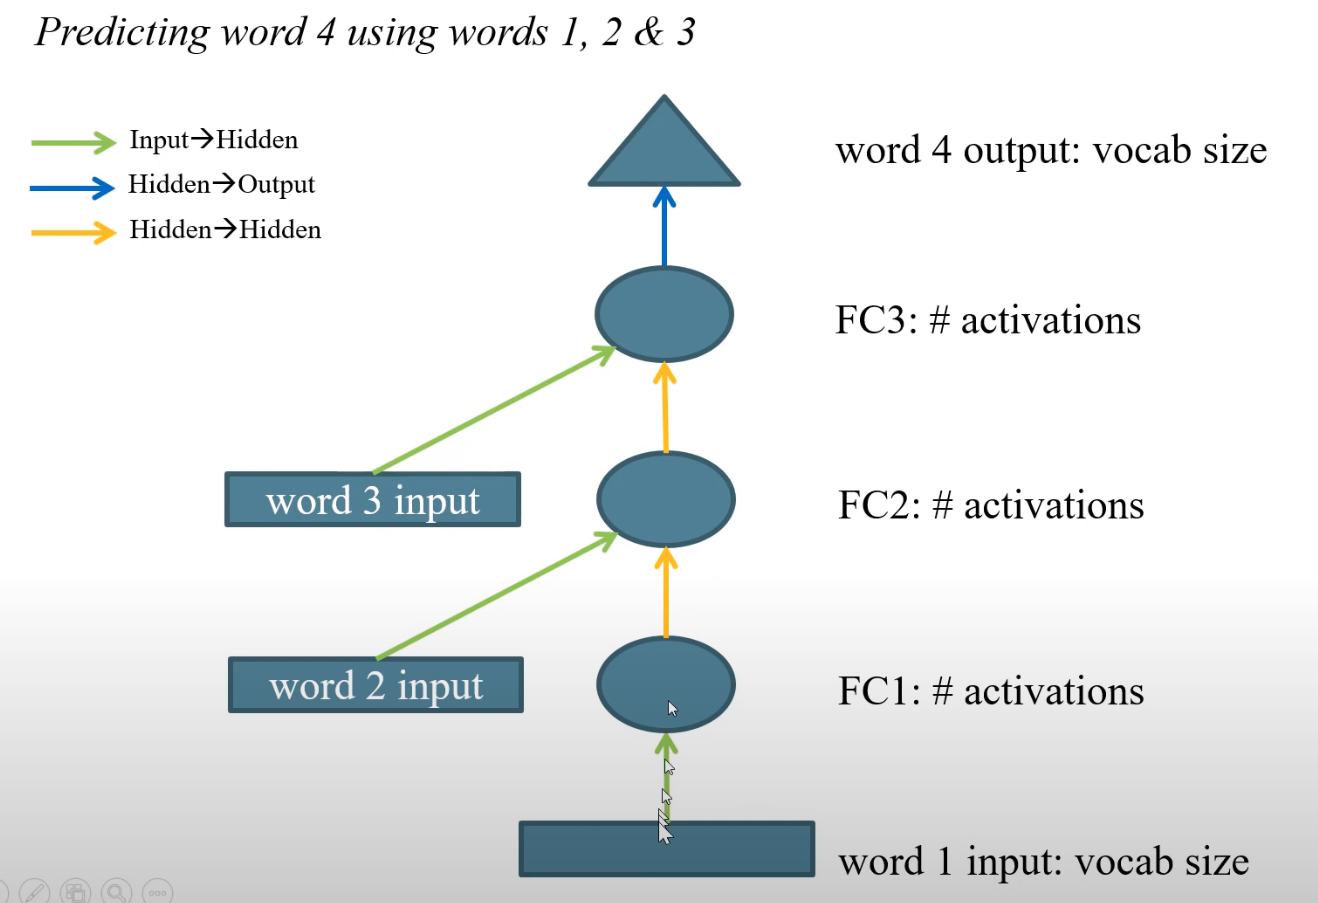 Predicting word 4 using words 1, 2 & 3
Input→Hidden
Hidden→Output
Hidden→Hidden
word 4 output: vocab size
FC3: # activations
word 3 input
FC2: # activations
word 2 input
FC1: # activations
word 1 input: vocab size